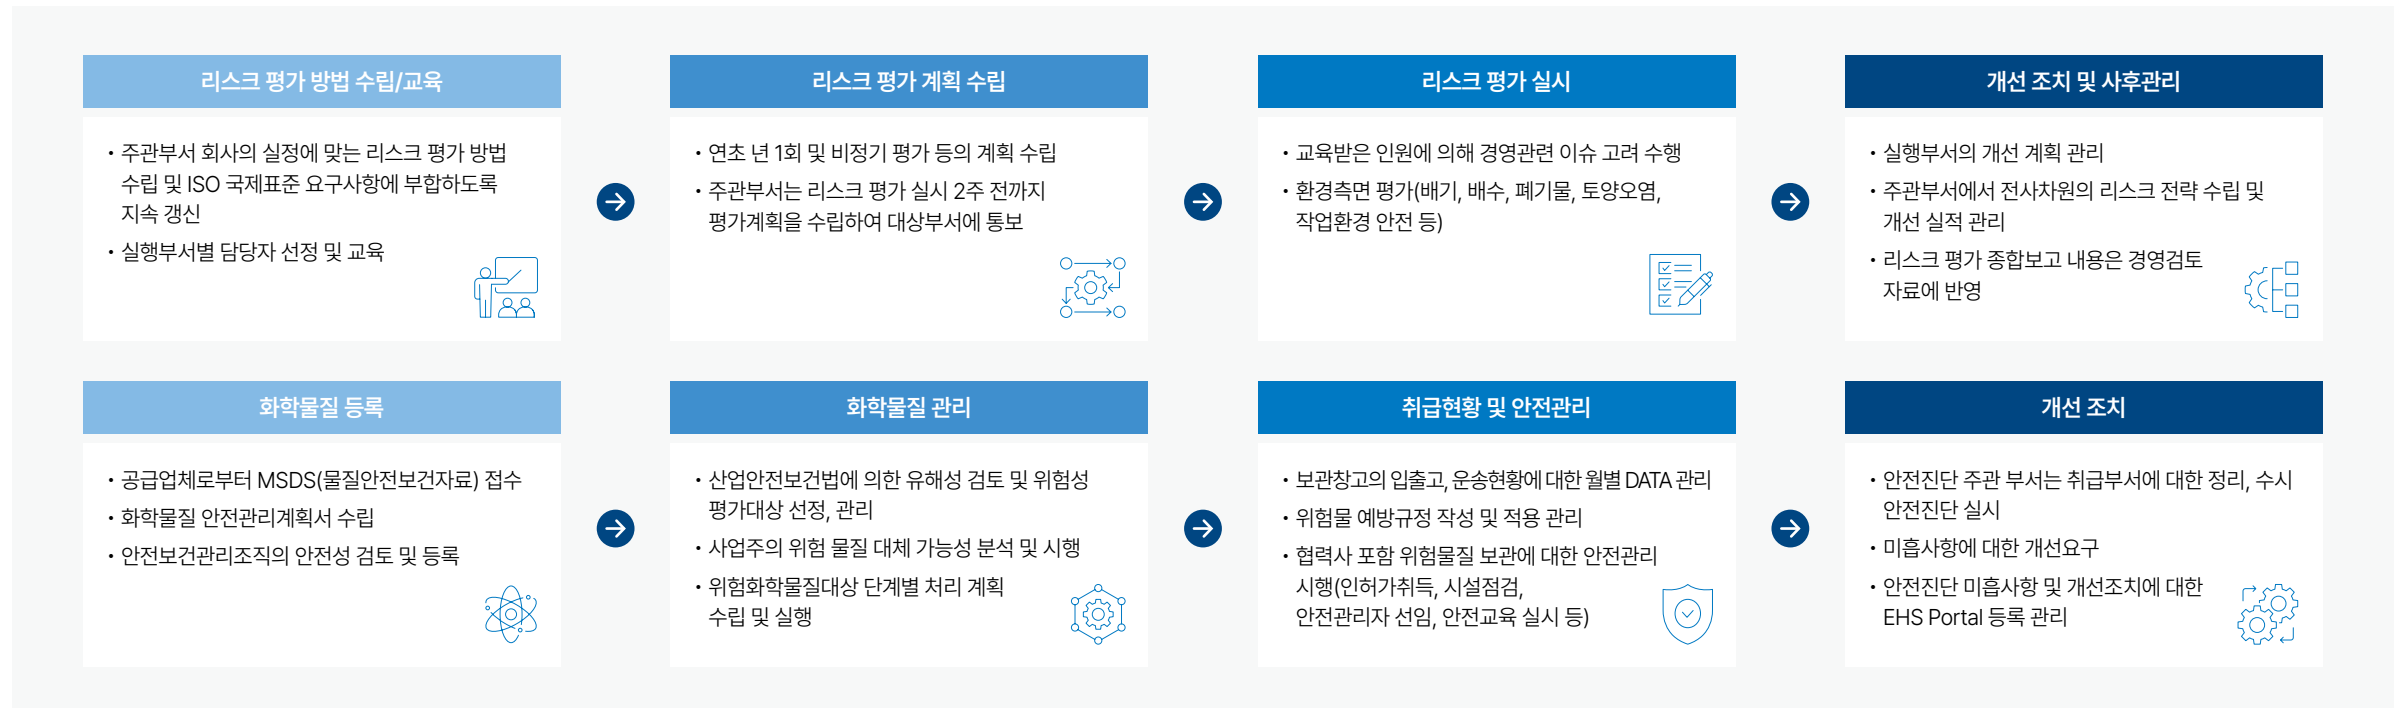 리스크 평가 방법 수립/교육
• 주관부서 회사의 실정에 맞는 리스크 평가 방법
수립 및 ISO 국제표준 요구사항에 부합하도록
지속 갱신
• 실행부서별 담당자 선정 및 교육
리스크 평가 계획 수립
• 연초 년 1회 및 비정기 평가 등의 계획 수립
• 주관부서는 리스크 평가 실시 2주 전까지
평가계획을 수립하여 대상부서에 통보
리스크 평가 실시
• 교육받은 인원에 의해 경영관련 이슈 고려 수행
• 환경측면 평가(배기, 배수, 폐기물, 토양오염,
작업환경 안전 등)
개선 조치 및 사후관리
• 실행부서의 개선 계획 관리
• 주관부서에서 전사차원의 리스크 전략 수립 및
개선 실적 관리
• 리스크 평가 종합보고 내용은 경영검토
자료에 반영
화학물질 등록
• 공급업체로부터 MSDS(물질안전보건자료) 접수
• 화학물질 안전관리계획서 수립
• 안전보건관리조직의 안전성 검토 및 등록
화학물질 관리
• 산업안전보건법에 의한 유해성 검토 및 위험성
평가대상 선정, 관리
• 사업주의 위험 물질 대체 가능성 분석 및 시행
• 위험화학물질대상 단계별 처리 계획
수립 및 실행
취급현황 및 안전관리
• 보관창고의 입출고, 운송현황에 대한 월별 DATA 관리
• 위험물 예방규정 작성 및 적용 관리
• 협력사 포함 위험물질 보관에 대한 안전관리
시행(인허가취득, 시설점검,
안전관리자 선임, 안전교육 실시 등)
개선 조치
• 안전진단 주관 부서는 취급부서에 대한 정리, 수시
안전진단 실시
• 미흡사항에 대한 개선요구
• 안전진단 미흡사항 및 개선조치에 대한
EHS Portal 등록 관리